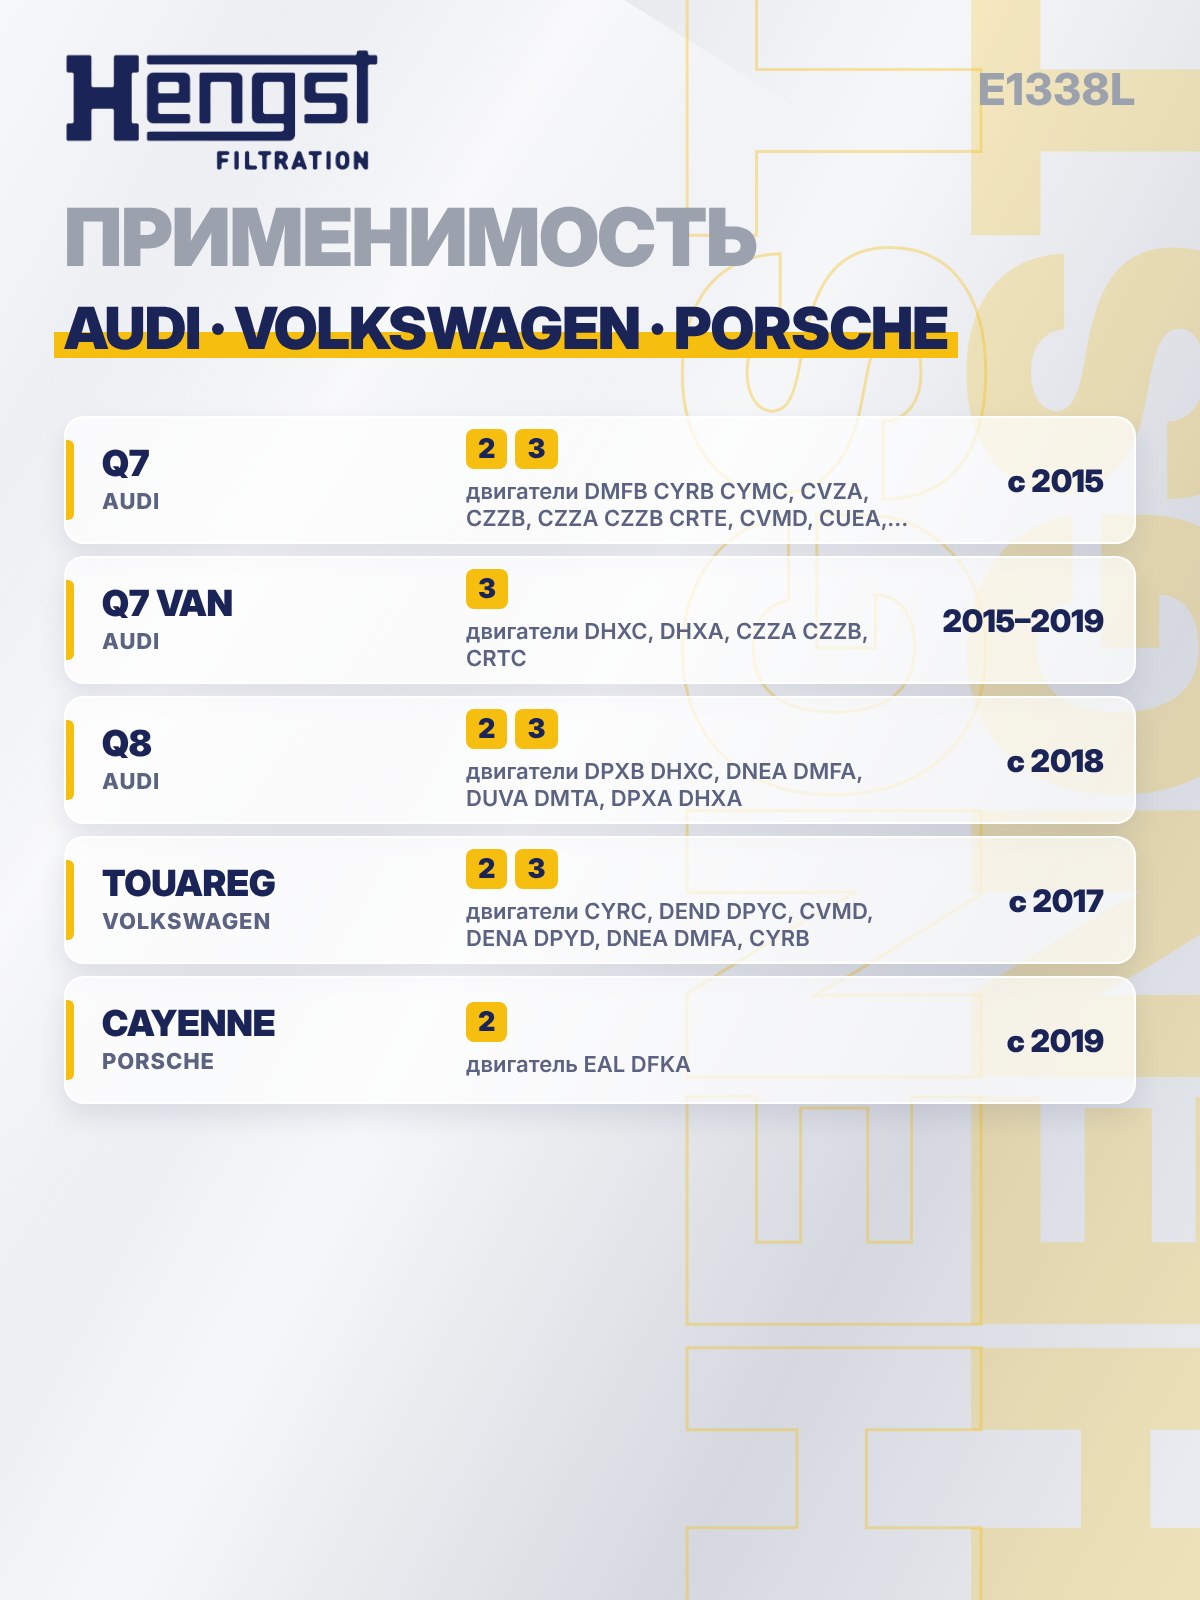 Hengst
FILTRATION
E1338L
ПРИМЕНИМОСТЬ
AUDI · VOLKSWAGEN · PORSCHE
Q7
AUDI
2 3
двигатели DMFB CYRB CYMC, CVZA,
CZZB, CZZA CZZB CRTE, CVMD, CUEA,...
с 2015
Q7 VAN
AUDI
3
двигатели DHXC, DHXA, CZZA CZZB,
CRTC
2015–2019
Q8
AUDI
2 3
двигатели DPXB DHXC, DNEA DMFA,
DUVA DMTA, DPXA DHXA
с 2018
TOUAREG
VOLKSWAGEN
2 3
двигатели CYRC, DEND DPYC, CVMD,
DENA DPYD, DNEA DMFA, CYRB
с 2017
CAYENNE
PORSCHE
2
двигатель EAL DFKA
с 2019
HENGST
HENGST